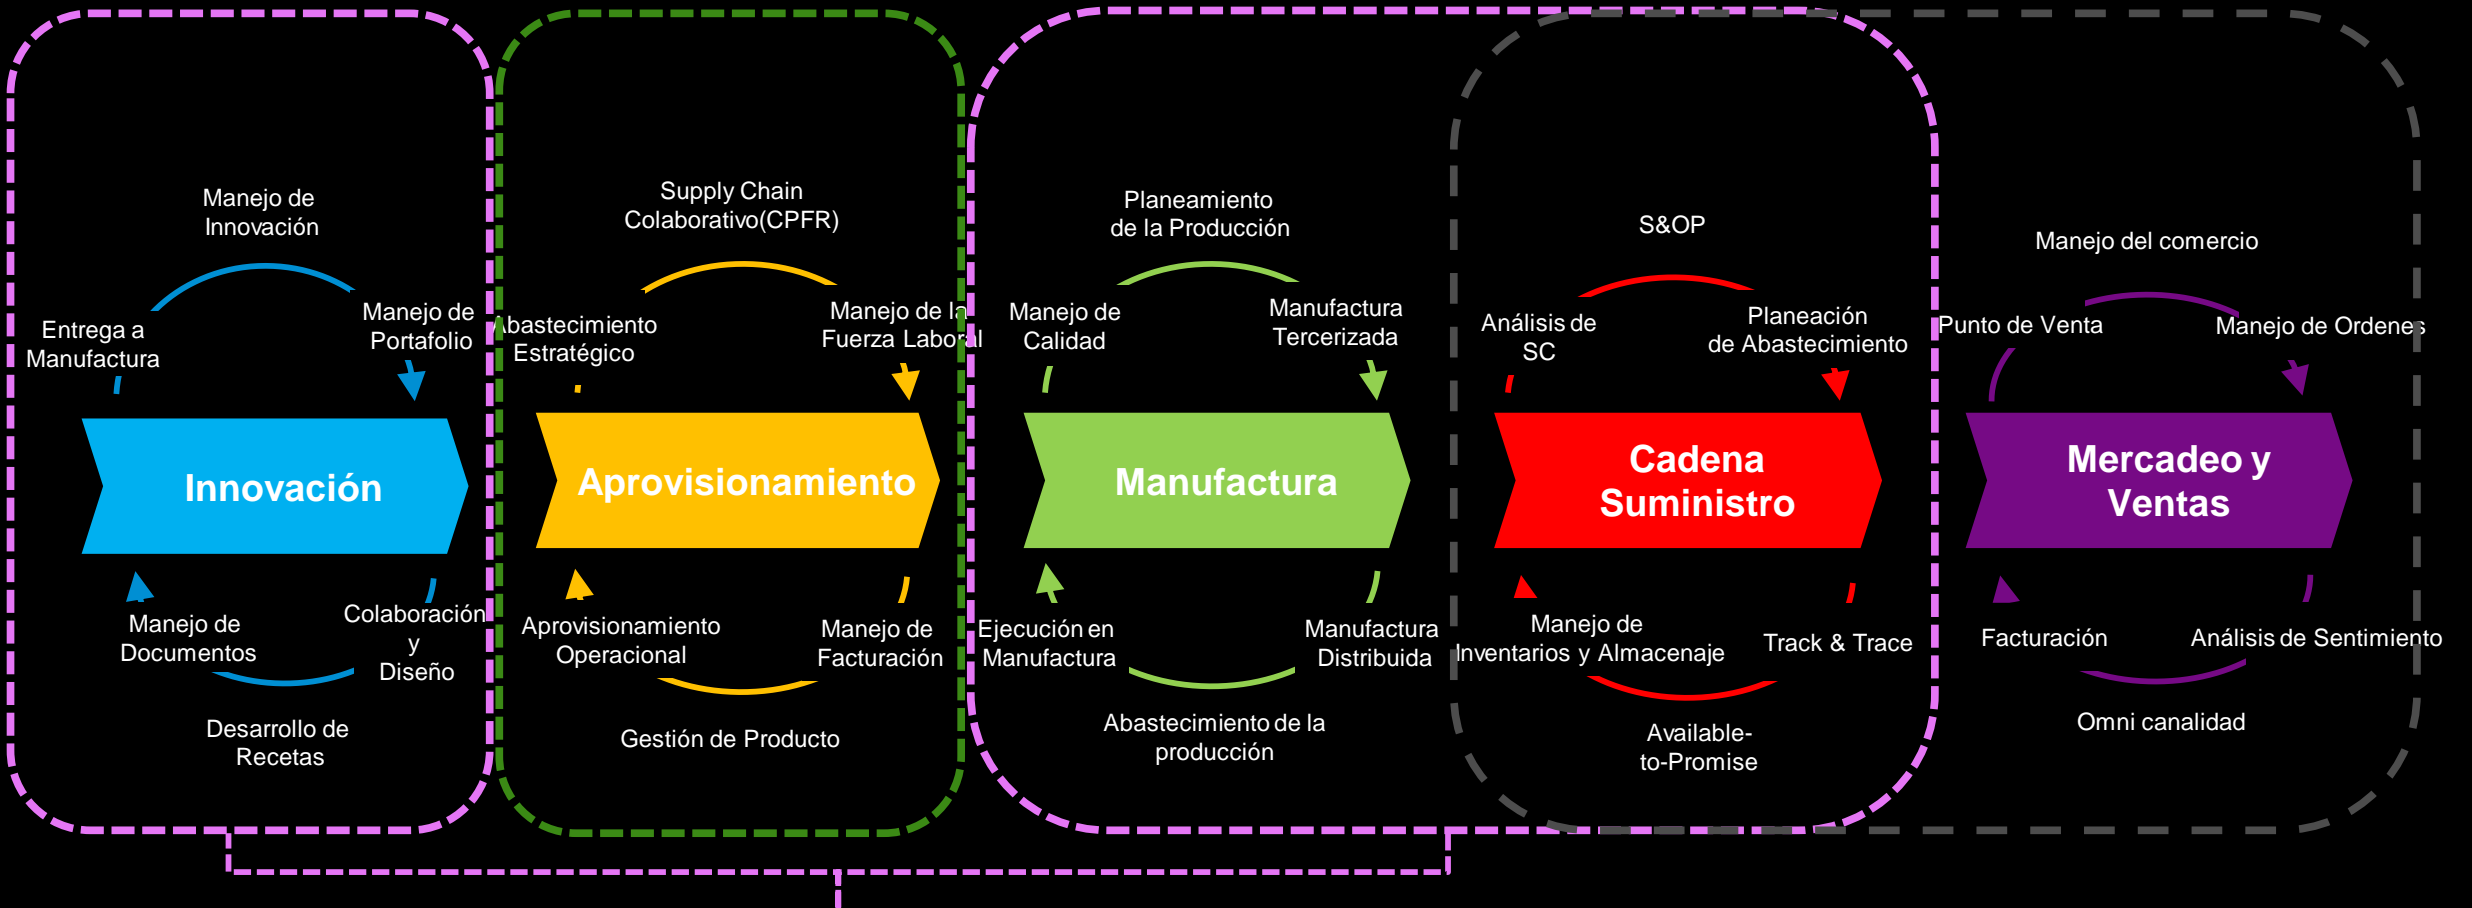 Manejo de
Innovación
Entrega a
Manufactura
Manejo de
Portafolio
Innovación
Manejo de
Documentos
Colaboración
y
Diseño
Desarrollo de
Recetas
Supply Chain
Colaborativo(CPFR)
Abastecimiento
Estratégico
Manejo de la
Fuerza Laboral
Aprovisionamiento
Aprovisionamiento
Operacional
Manejo de
Facturación
Gestión de Producto
Planeamiento
de la Producción
Manejo de
Calidad
Manufactura
Tercerizada
Manufactura
Ejecución en
Manufactura
Manufactura
Distribuida
Abastecimiento de la
producción
S&OP
Análisis de
SC
Planeación
de Abastecimiento
Cadena
Suministro
Manejo de
Inventarios y Almacenaje
Track & Trace
Available-
to-Promise
Manejo del comercio
Punto de Venta
Manejo de Ordenes
Mercadeo y
Ventas
Facturación
Análisis de Sentimiento
Omni canalidad